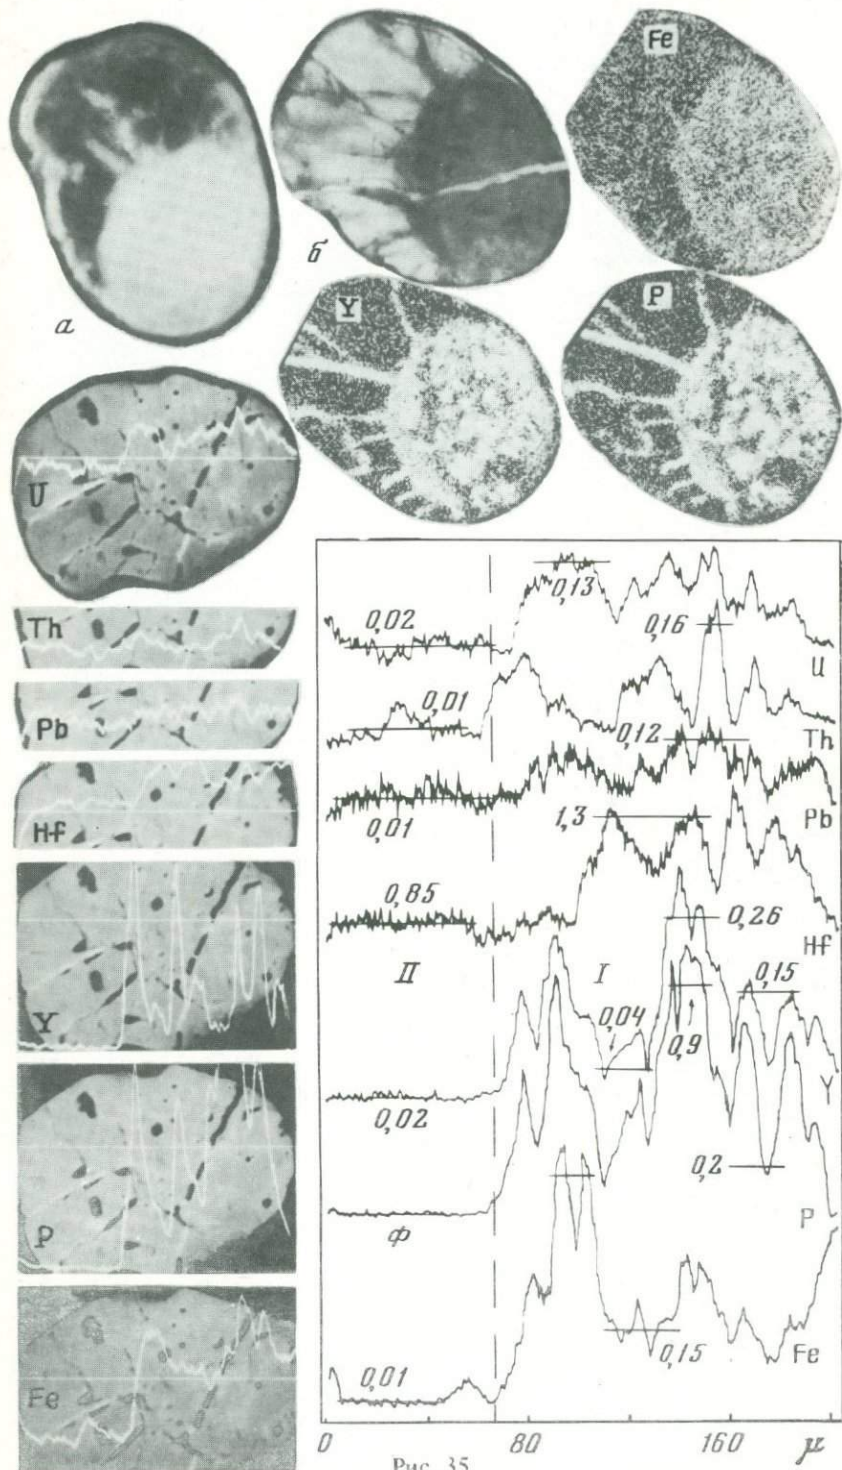 Fe
б
а
Y
P
U
Th
Pb
Hf
Y
P
Fe
0,13
0,02
0,16
U
0,01
0,12
Th
0,01
1,3
Pb
0,85
0,26
Hf
II
I
0,15
0,04
0,9
0,02
Y
0,2
Ф
P
0,15
0,01
Fe
0
80
160
μ
Рис. 35